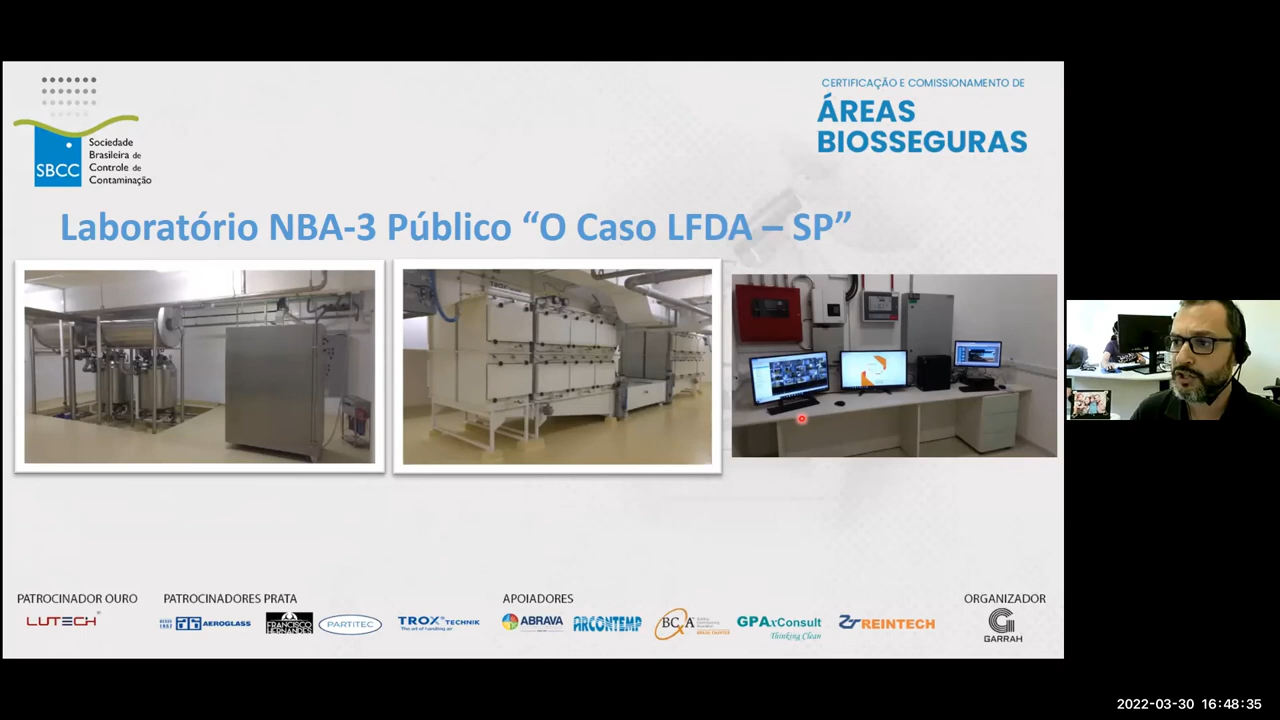 SBCC
Sociedade
Brasileira de
Controle de
Contaminação
CERTIFICAÇÃO E COMISSIONAMENTO DE
ÁREAS
BIOSSEGURAS
Laboratório NBA-3 Público “O Caso LFDA – SP”
PATROCINADOR OURO
PATROCINADORES PRATA
APOIADORES
ORGANIZADOR
LUTECH
AEROGLASS
FRANCISCO
HERNANDES
PARTITEC
TROX TECHNIK
The art of handling air
ABRAVA
ARCONTEMP
BCA
GPAxConsult
Thinking Clean
REINTECH
GARRAH
2022-03-30 16:48:35